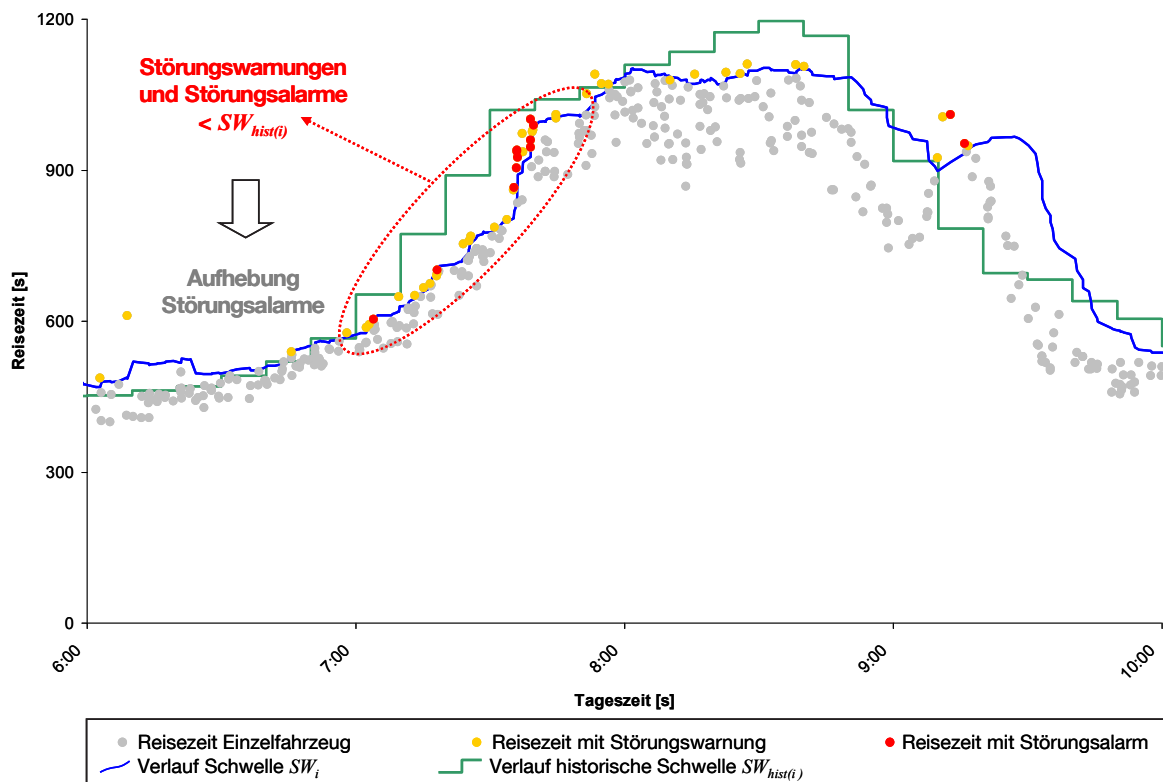 1200
900
600
300
0
Reisezeit [s]
Störungswarnungen
und Störungsalarme
< SWhist(i)
Aufhebung
Störungsalarme
6:00
7:00
8:00
9:00
10:00
Tageszeit [s]
Reisezeit Einzelfahrzeug
Reisezeit mit Störungswarnung
Reisezeit mit Störungsalarm
Verlauf Schwelle SWi
Verlauf historische Schwelle SWhist(i)